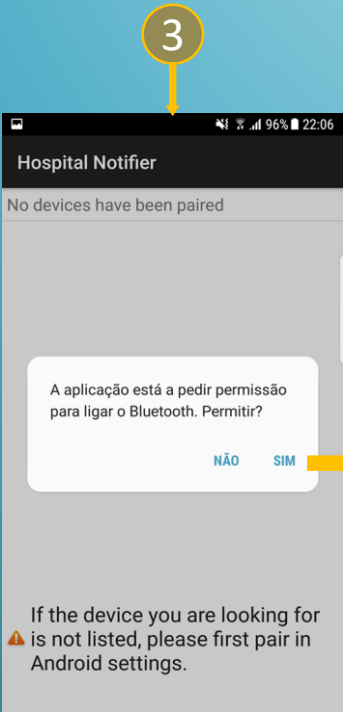 3
96% 22:06
Hospital Notifier
No devices have been paired
A aplicação está a pedir permissão
para ligar o Bluetooth. Permitir?
NÃO SIM
If the device you are looking for
is not listed, please first pair in
Android settings.